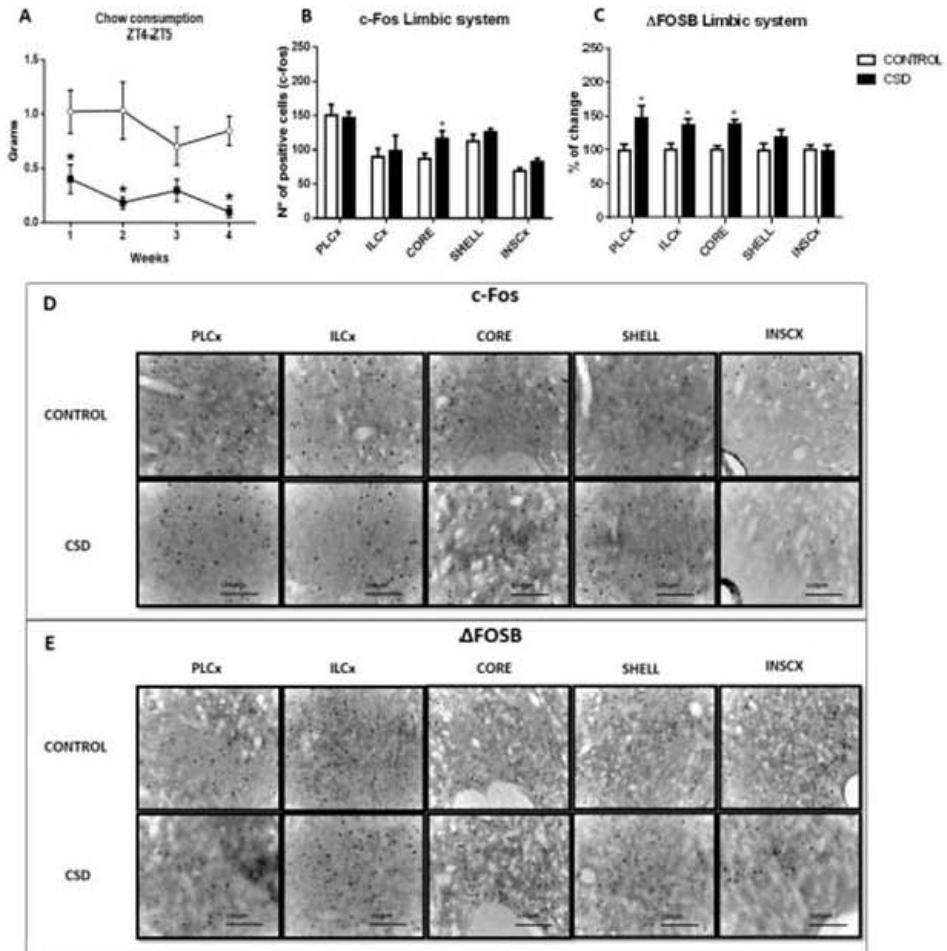 A
Chow consumption
ZT4-ZT5
Grams
1.5
1.0
0.5
0.0
1 2 3 4
Weeks
B
c-Fos Limbic system
N° of positive cells (c-fos)
250
200
150
100
50
0
PLCx ILCx CORE SHELL INSCx
C
ΔFOSB Limbic system
% of change
250
200
150
100
50
0
PLCx ILCx CORE SHELL INSCx
CONTROL
CSD
D
c-Fos
PLCx ILCx CORE SHELL INSCX
CONTROL
CSD
E
ΔFOSB
PLCx ILCx CORE SHELL INSCX
CONTROL
CSD